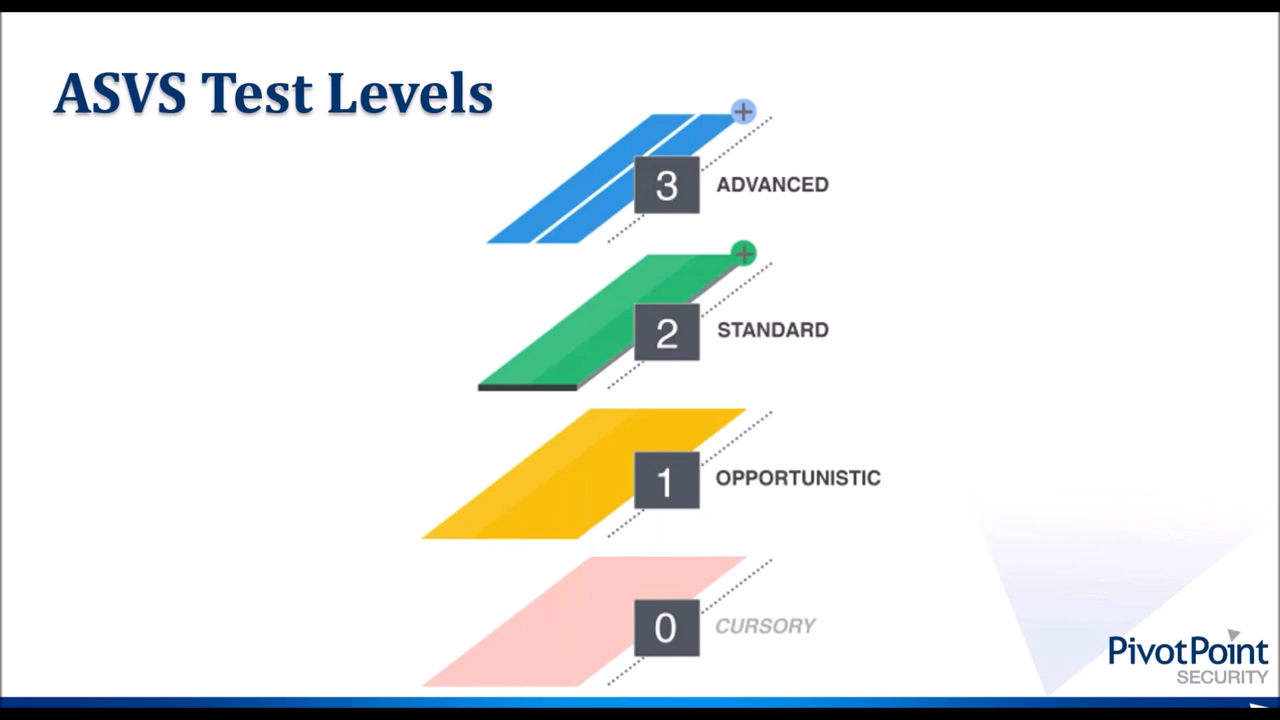 ASVS Test Levels
3 ADVANCED
2 STANDARD
1 OPPORTUNISTIC
0 CURSORY
PivotPoint
SECURITY